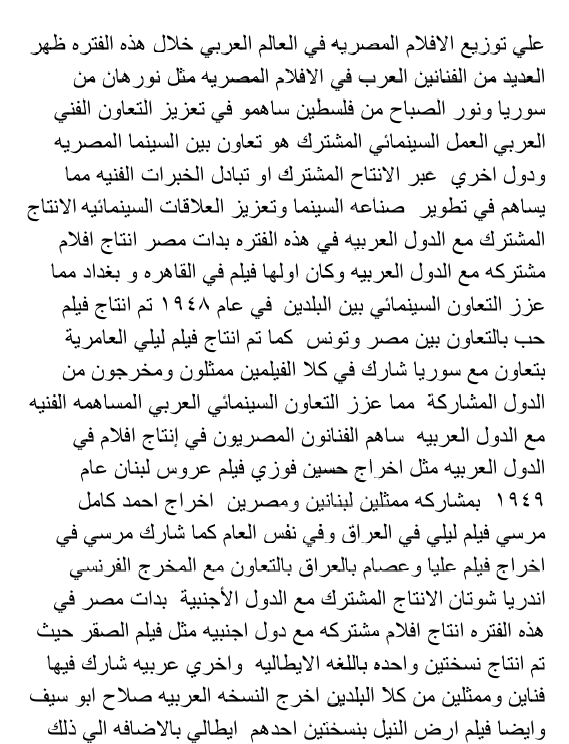 علي توزيع الافلام المصريه في العالم العربي خلال هذه الفتره ظهر
العديد من الفنانين العرب في الافلام المصريه مثل نورهان من
سوريا ونور الصباح من فلسطين ساهمو في تعزيز التعاون الفني
العربي العمل السينمائي المشترك هو تعاون بين السينما المصريه
ودول اخري عبر الانتاح المشترك او تبادل الخبرات الفنيه مما
يساهم في تطوير صناعه السينما وتعزيز العلاقات السينمائيه الانتاج
المشترك مع الدول العربيه في هذه الفتره بدات مصر انتاج افلام
مشتركه مع الدول العربيه وكان اولها فيلم في القاهره و بغداد مما
عزز التعاون السينمائي بين البلدين في عام ١٩٤٨ تم انتاج فيلم
حب بالتعاون بين مصر وتونس كما تم انتاج فيلم ليلي العامرية
بتعاون مع سوريا شارك في كلا الفيلمين ممثلون ومخرجون من
الدول المشاركة مما عزز التعاون السينمائي العربي المساهمه الفنيه
مع الدول العربيه ساهم الفنانون المصريون في إنتاج افلام في
الدول العربيه مثل اخراج حسين فوزي فيلم عروس لبنان عام
١٩٤٩ بمشاركه ممثلين لبنانين ومصرين اخراج احمد كامل
مرسي فيلم ليلي في العراق وفي نفس العام كما شارك مرسي في
اخراج فيلم عليا وعصام بالعراق بالتعاون مع المخرج الفرنسي
اندريا شوتان الانتاج المشترك مع الدول الأجنبية بدات مصر في
هذه الفتره انتاج افلام مشتركه مع دول اجنبيه مثل فيلم الصقر حيث
تم انتاج نسختين واحده باللغه الايطاليه واخري عربيه شارك فيها
فناين وممثلين من كلا البلدين اخرج النسخه العربيه صلاح ابو سيف
وايضا فيلم ارض النيل بنسختين احدهم ايطالي بالاضافه الي ذلك